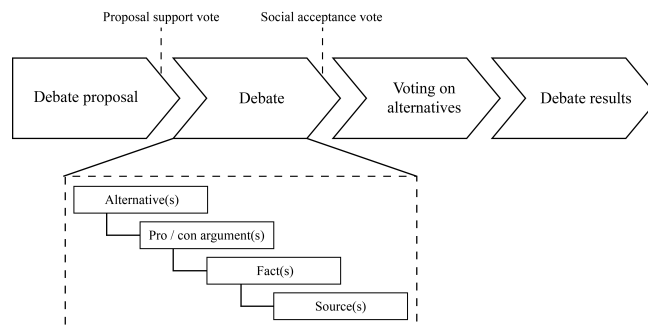 Proposal support vote
Social acceptance vote
Debate proposal
Debate
Voting on
alternatives
Debate results
Alternative(s)
Pro / con argument(s)
Fact(s)
Source(s)